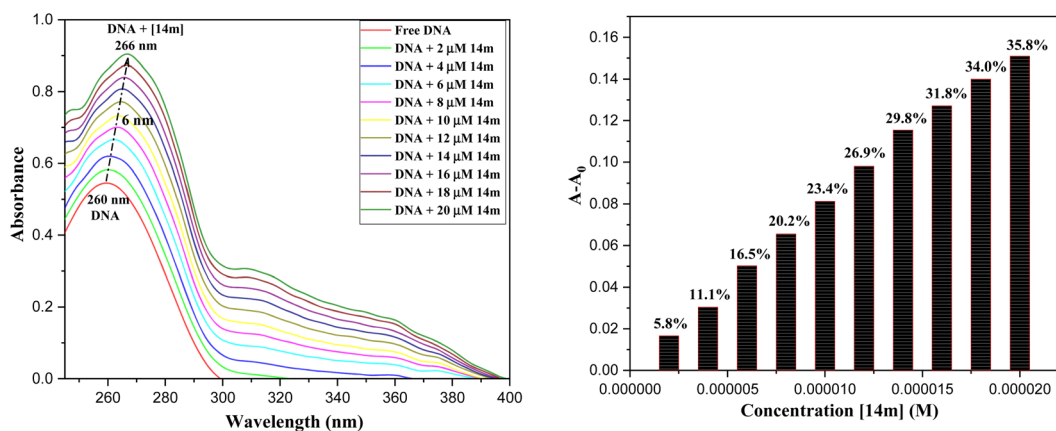 DNA + [14m]
266 nm
6 nm
260 nm
DNA
Free DNA
DNA + 2 μM 14m
DNA + 4 μM 14m
DNA + 6 μM 14m
DNA + 8 μM 14m
DNA + 10 μM 14m
DNA + 12 μM 14m
DNA + 14 μM 14m
DNA + 16 μM 14m
DNA + 18 μM 14m
DNA + 20 μM 14m
1.0
0.8
0.6
0.4
0.2
0.0
Absorbance
260 280 300 320 340 360 380 400
Wavelength (nm)
0.16
0.14
0.12
0.10
0.08
0.06
0.04
0.02
0.00
A-A₀
5.8%
11.1%
16.5%
20.2%
23.4%
26.9%
29.8%
31.8%
34.0%
35.8%
0.000000 0.000005 0.000010 0.000015 0.000020
Concentration [14m] (M)